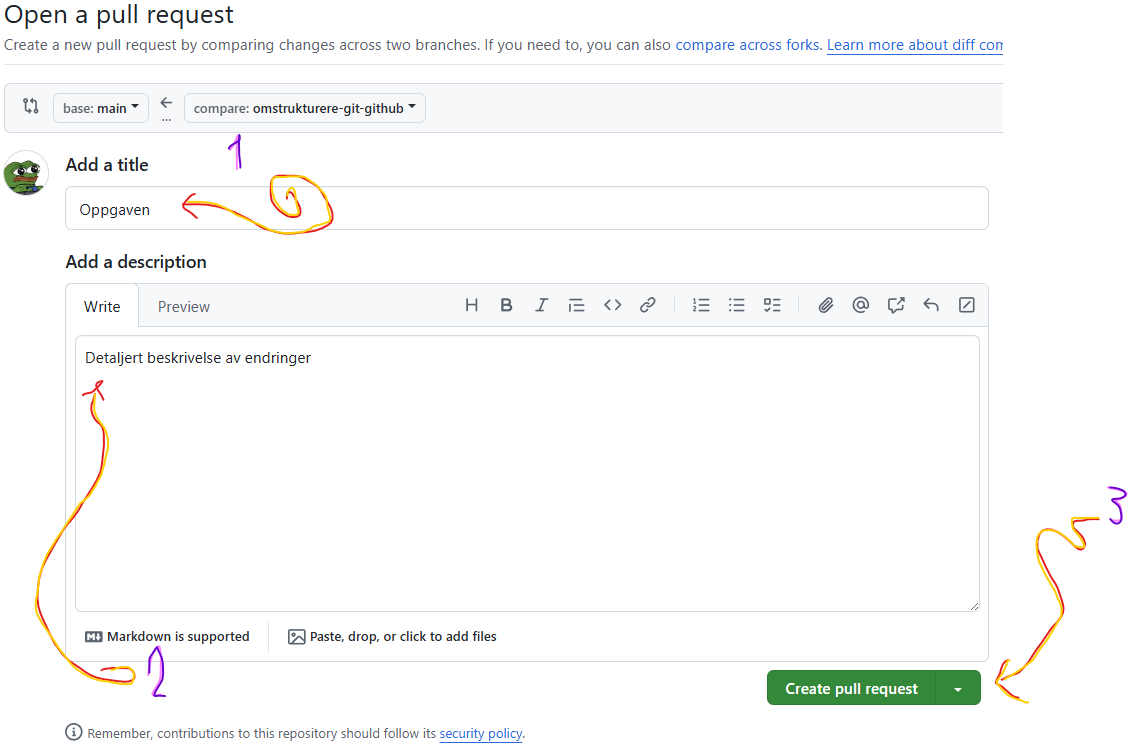 Open a pull request
Create a new pull request by comparing changes across two branches. If you need to, you can also compare across forks. Learn more about diff com
base: main compare: omstrukturere-git-github
1
Add a title
Oppgaven
Add a description
Write Preview
Detaljert beskrivelse av endringer
3
Markdown is supported Paste, drop, or click to add files
2
Create pull request
Remember, contributions to this repository should follow its security policy.